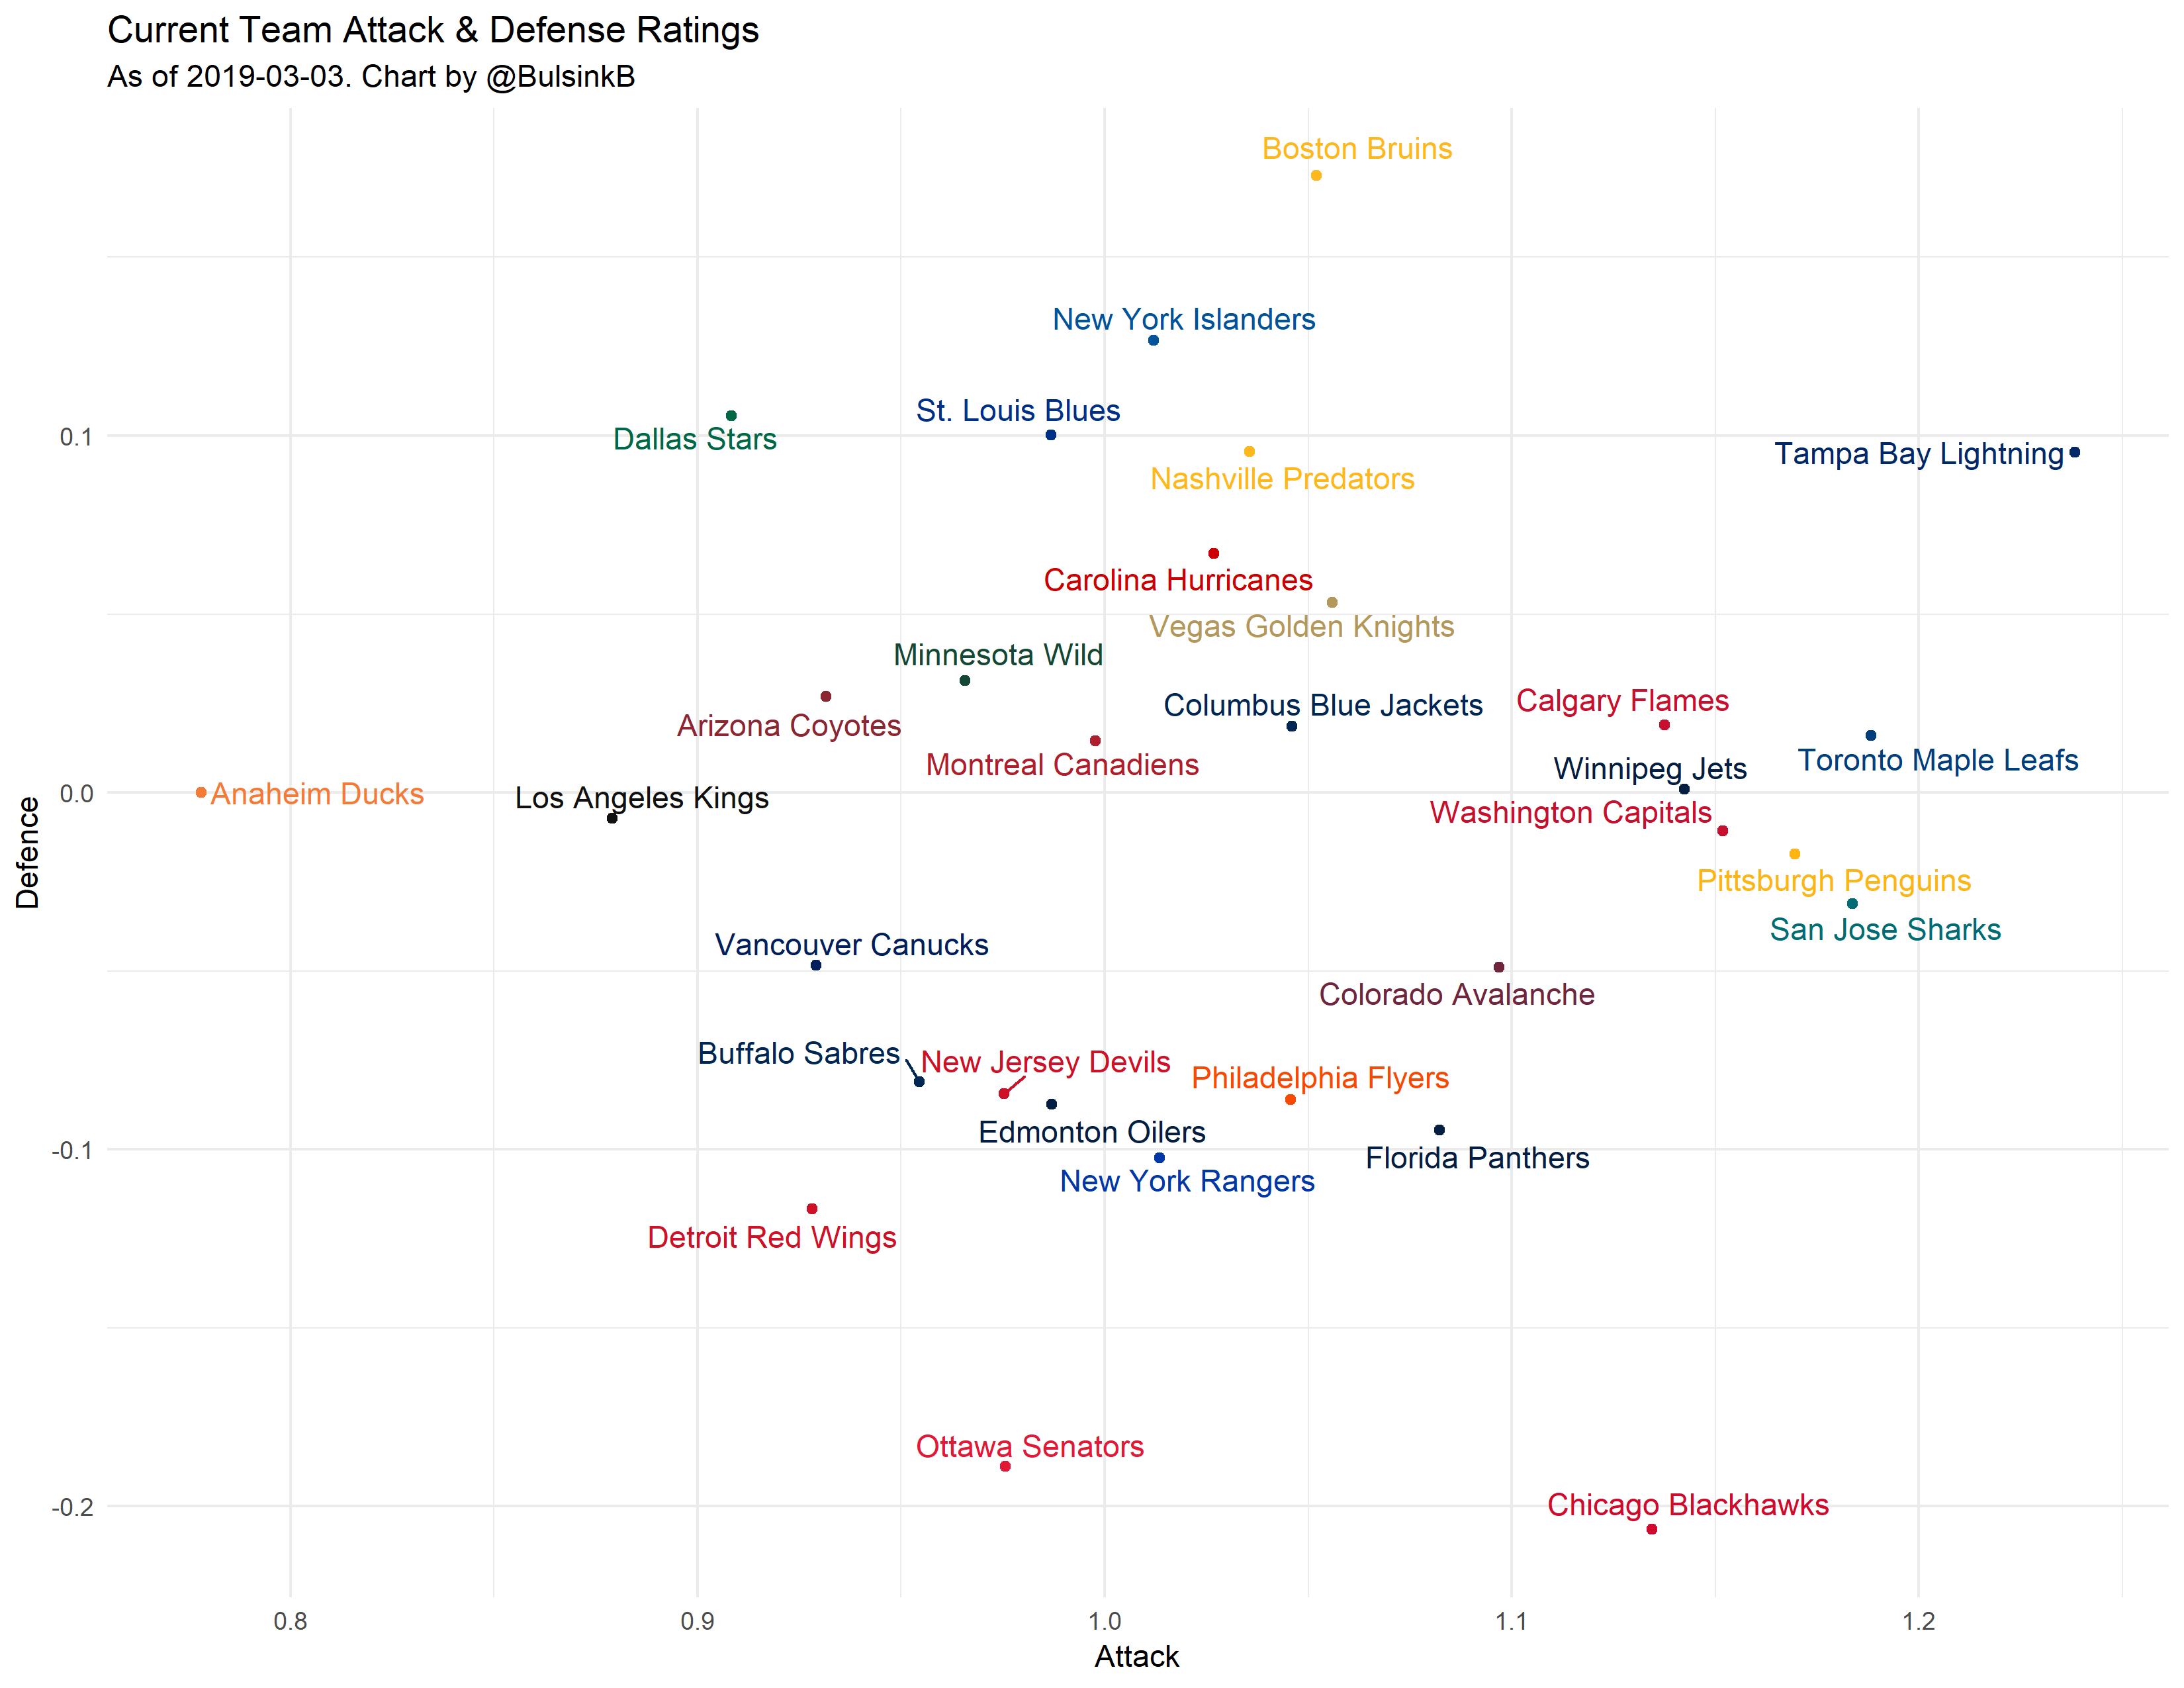 Current Team Attack & Defense Ratings
As of 2019-03-03. Chart by @BulsinkB
Boston Bruins
New York Islanders
St. Louis Blues
Dallas Stars
0.1
Tampa Bay Lightning
Nashville Predators
Carolina Hurricanes
Vegas Golden Knights
Minnesota Wild
Calgary Flames
Columbus Blue Jackets
Arizona Coyotes
Toronto Maple Leafs
Montreal Canadiens
Winnipeg Jets
0.0
Anaheim Ducks
Los Angeles Kings
Washington Capitals
Defence
Pittsburgh Penguins
San Jose Sharks
Vancouver Canucks
Colorado Avalanche
Buffalo Sabres
New Jersey Devils
Philadelphia Flyers
Edmonton Oilers
-0.1
Florida Panthers
New York Rangers
Detroit Red Wings
Ottawa Senators
Chicago Blackhawks
-0.2
0.8
0.9
1.0
1.1
1.2
Attack